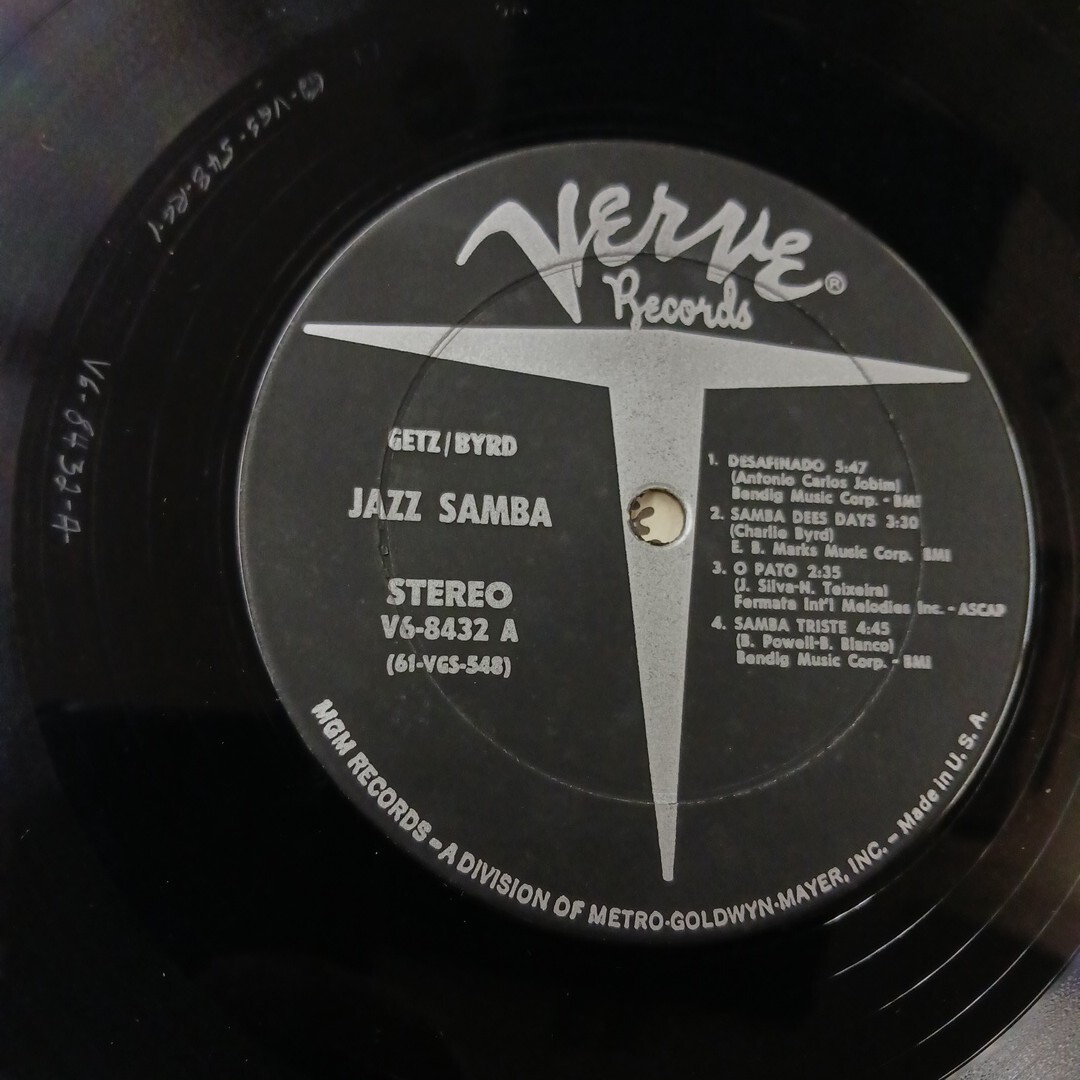 VERVE®
Records
GETZ/BYRD
JAZZ SAMBA
STEREO
V6-8432 A
(61-VGS-548)
1. DESAFINADO 5:47
(Antonio Carlos Jobim)
Bendig Music Corp. - BMI
2. SAMBA DEES DAYS 3:30
(Charlie Byrd)
E. B. Marks Music Corp. BMI
3. O PATO 2:35
(J. Silva-N. Teixeira)
Fermata Int'l Melodies Inc. - ASCAP
4. SAMBA TRISTE 4:45
(B. Powell-B. Blanco)
Bendig Music Corp. - BMI
MGM RECORDS - A DIVISION OF METRO-GOLDWYN-MAYER, INC. - Made in U. S. A.
V6-8432-A